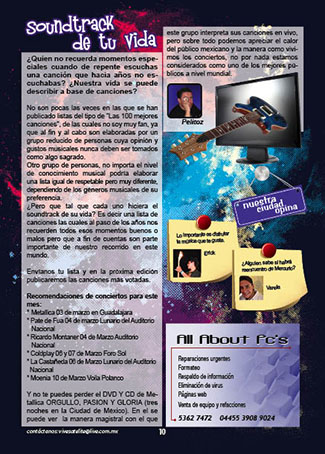 Soundtrack
de tu vida
¿Quien no recuerda momentos espe-
ciales cuando de repente escuchas
una canción que hacía años no es-
cuchabas? ¿Nuestra vida se puede
describir a base de canciones?
No son pocas las veces en las que se han
publicado listas del tipo de "Las 100 mejores
canciones", de las cuales no soy muy fan, ya
que al fin y al cabo son elaboradas por un
grupo reducido de personas cuya opinión y
gustos musicales nunca deben ser tomados
como algo sagrado.
Otro grupo de personas, no importa el nivel
de conocimiento musical podría elaborar
una lista igual de respetable pero muy diferente,
dependiendo de los géneros musicales de su
preferencia.
¿Pero que tal que cada uno hiciera el
soundtrack de su vida? Es decir una lista de
canciones las cuales al paso de los años nos
recuerden todos esos momentos buenos o
malos pero que a fin de cuentas son parte
importante de nuestro recorrido en este
mundo.
Envíanos tu lista y en la próxima edición
publicaremos las canciones más votadas.
Recomendaciones de conciertos para este
mes:
* Metallica 03 de marzo en Guadalajara
* Pate de Fua 04 de marzo Lunario del Auditorio
Nacional
* Ricardo Montaner 04 de Marzo Auditorio
Nacional
* Coldplay 06 y 07 de Marzo Foro Sol
* La Castañeda 06 de Marzo Lunario del Auditorio
Nacional
* Moenia 10 de Marzo Voila Polanco
Y no te puedes perder el DVD Y CD de Me-
tallica ORGULLO, PASION Y GLORIA (tres
noches en la Ciudad de México). En el se
puede ver la manera magistral con el que
este grupo interpreta sus canciones en vivo,
pero sobre todo podemos apreciar el calor
del público mexicano y la manera como vivi-
mos los conciertos, no por nada estamos
considerados como uno de los mejores pú-
blicos a nivel mundial.
Pelicoz
nuestra
ciudad
opina
Lo importante es disfrutar
la música que te gusta.
Erick
¿Alguien sabe si habrá
reencuentro de Mercurio?
Varela
All About Pc's
Reparaciones urgentes
Formateo
Respaldo de información
Eliminación de virus
Páginas web
Venta de equipo y refacciones
5362 7472 04455 3908 9024
contáctanos:vivesatelite@live.com.mx
10